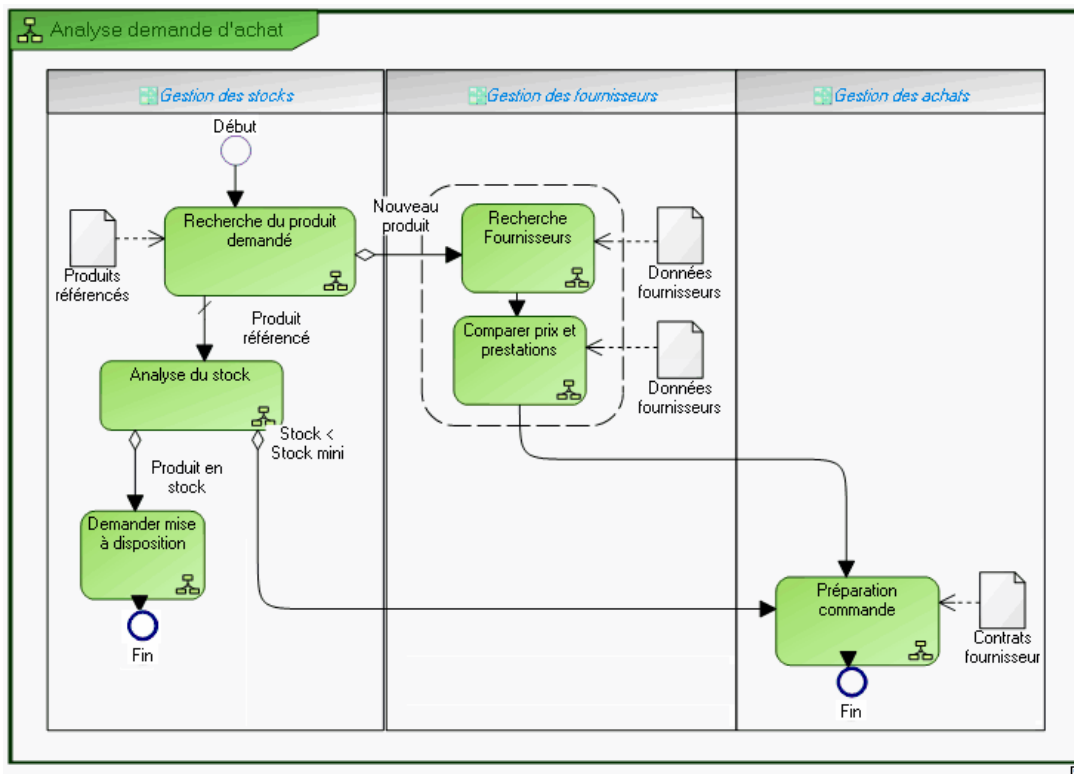 Analyse demande d'achat
Gestion des stocks
Gestion des fournisseurs
Gestion des achats
Début
Recherche du produit
demandé
Produits
référencés
Nouveau
produit
Recherche
Fournisseurs
Données
fournisseurs
Produit
référencé
Comparer prix et
prestations
Données
fournisseurs
Analyse du stock
Stock <
Stock mini
Produit en
stock
Demander mise
à disposition
Fin
Préparation
commande
Contrats
fournisseur
Fin